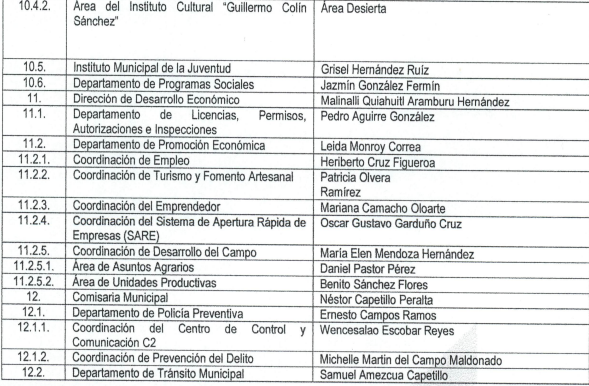 10.4.2. Área del Instituto Cultural "Guillermo Colín Área Desierta
Sánchez"
10.5. Instituto Municipal de la Juventud Grisel Hernández Ruíz
10.6. Departamento de Programas Sociales Jazmín González Fermín
11. Dirección de Desarrollo Económico Malinalli Quiahuitl Aramburu Hernández
11.1. Departamento de Licencias, Permisos, Pedro Aguirre González
Autorizaciones e Inspecciones
11.2. Departamento de Promoción Económica Leida Monroy Correa
11.2.1. Coordinación de Empleo Heriberto Cruz Figueroa
11.2.2. Coordinación de Turismo y Fomento Artesanal Patricia Olvera
Ramírez
11.2.3. Coordinación del Emprendedor Mariana Camacho Oloarte
11.2.4. Coordinación del Sistema de Apertura Rápida de Oscar Gustavo Garduño Cruz
Empresas (SARE)
11.2.5. Coordinación de Desarrollo del Campo María Elen Mendoza Hernández
11.2.5.1. Área de Asuntos Agrarios Daniel Pastor Pérez
11.2.5.2. Área de Unidades Productivas Benito Sánchez Flores
12. Comisaria Municipal Néstor Capetillo Peralta
12.1. Departamento de Policía Preventiva Ernesto Campos Ramos
12.1.1. Coordinación del Centro de Control y Wencesalao Escobar Reyes
Comunicación C2
12.1.2. Coordinación de Prevención del Delito Michelle Martin del Campo Maldonado
12.2. Departamento de Tránsito Municipal Samuel Amezcua Capetillo